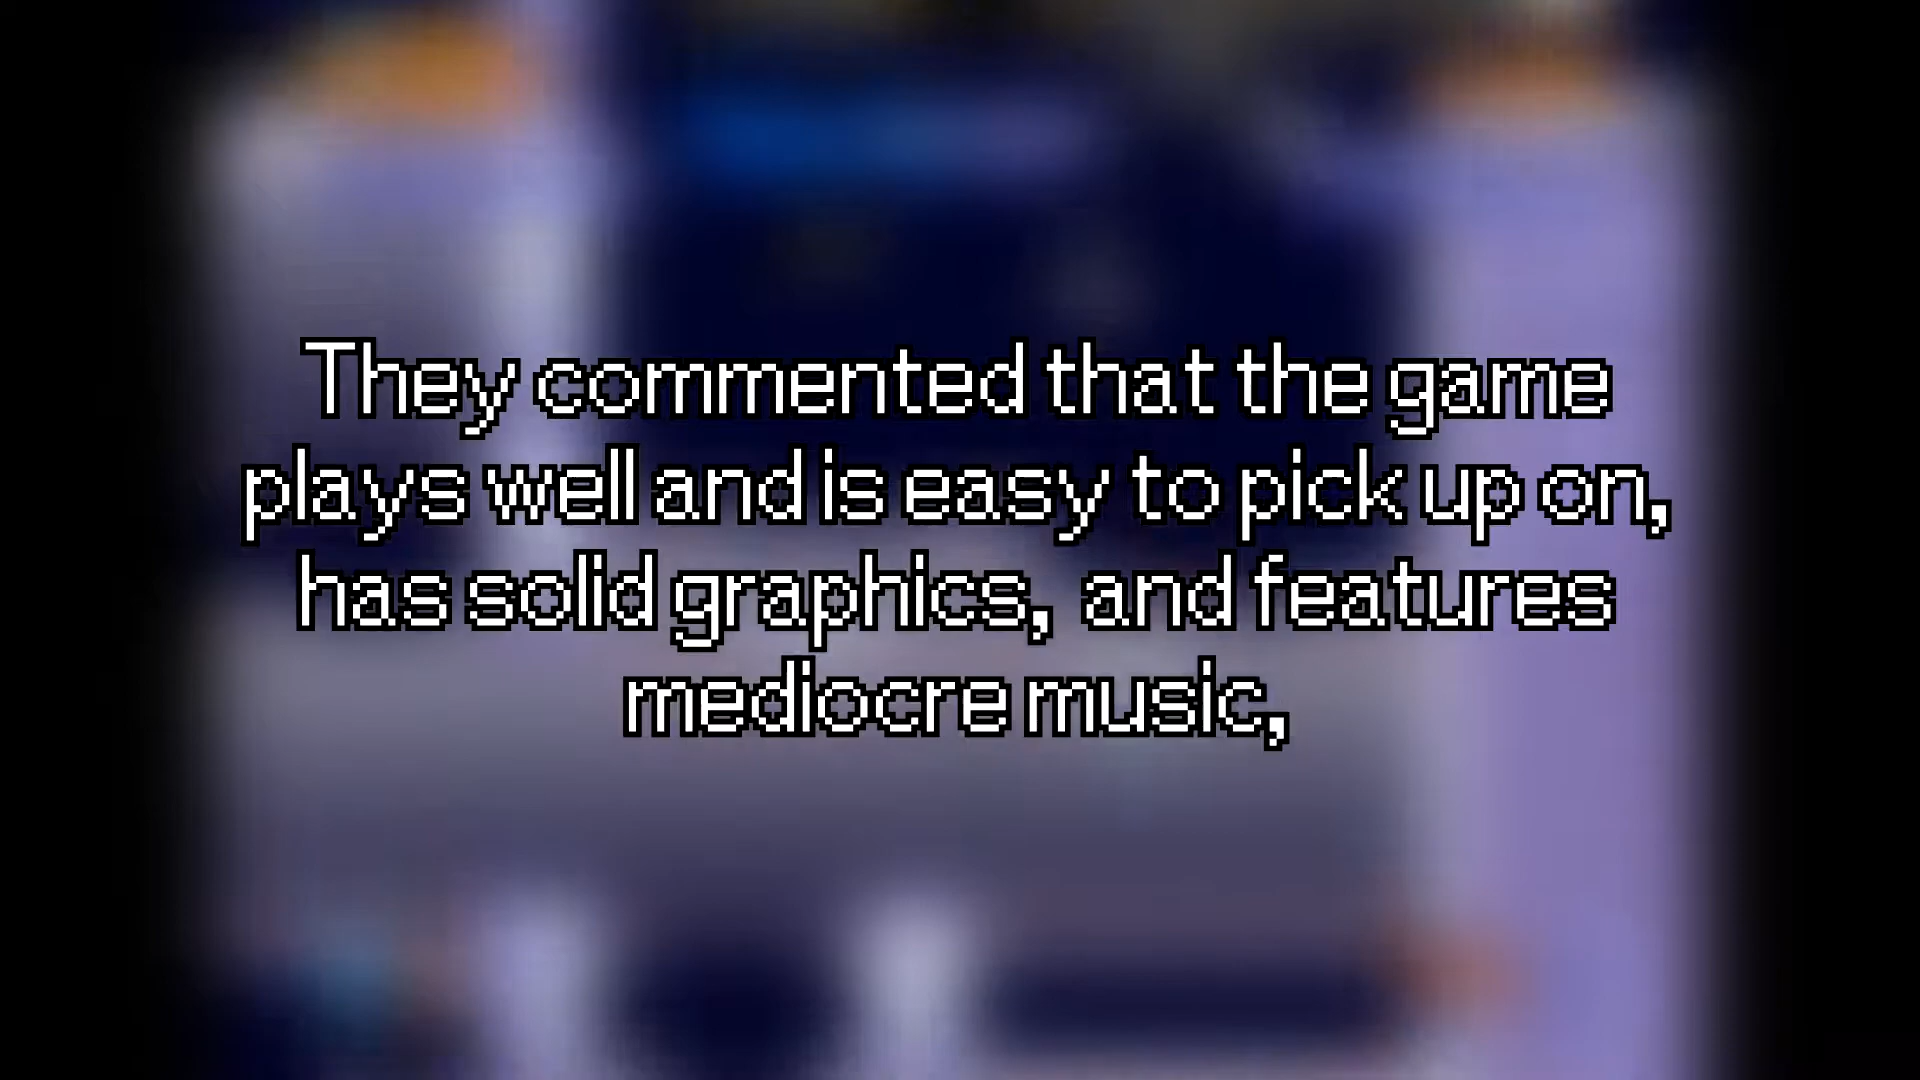 They commented that the game
plays well and is easy to pick up on,
has solid graphics, and features
mediocre music,